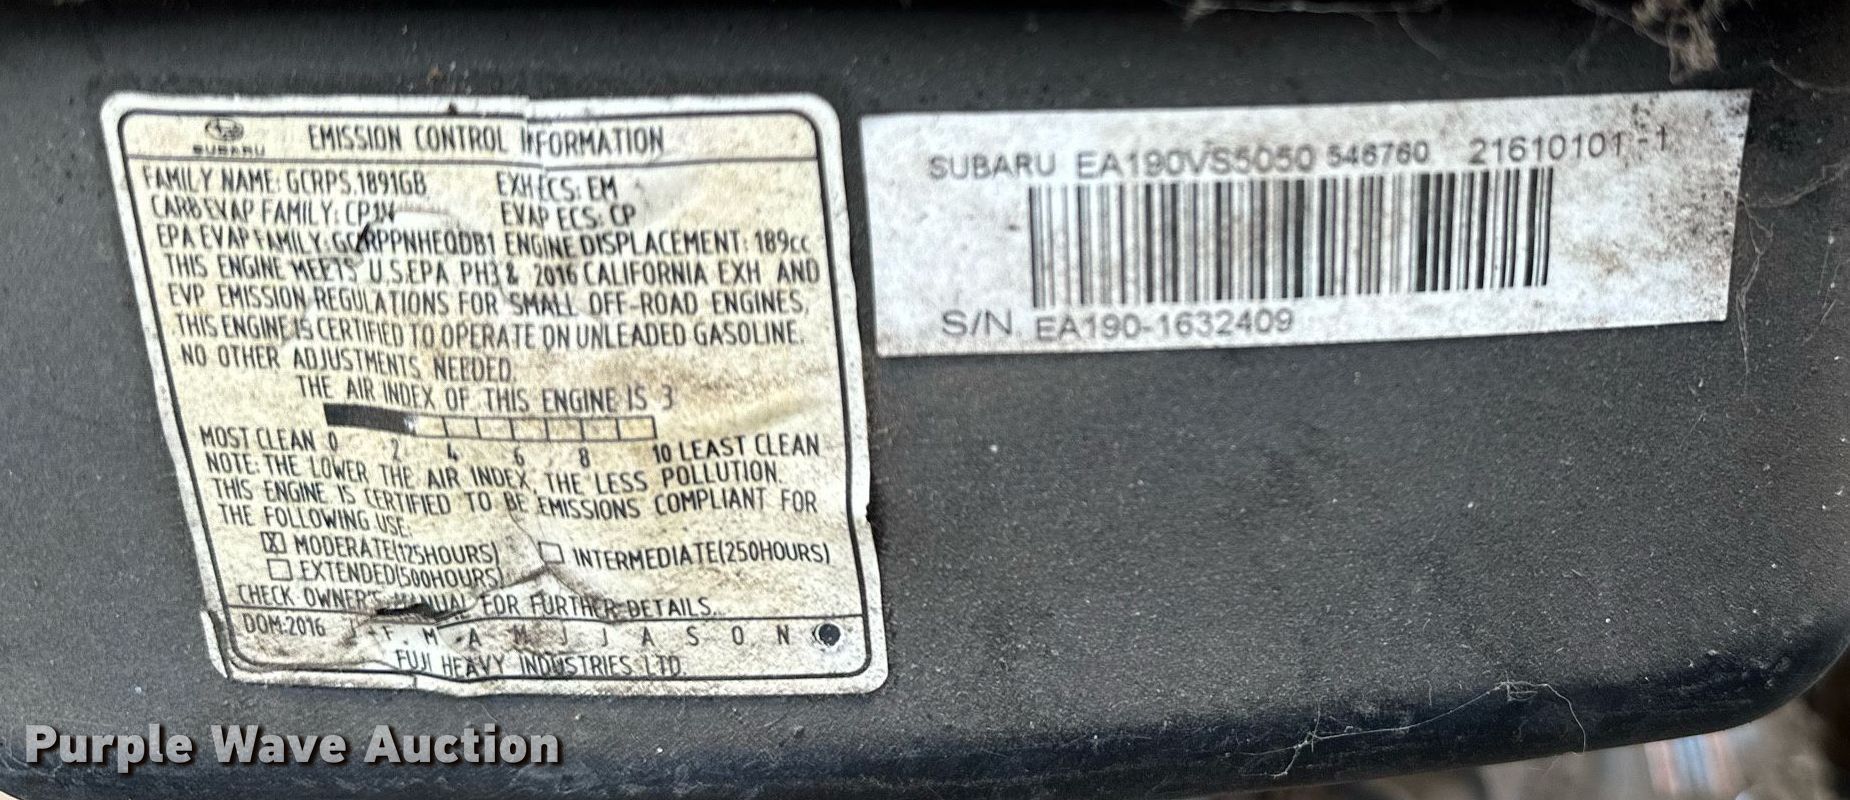 SUBARU
EMISSION CONTROL INFORMATION
FAMILY NAME: GCRPS.1891GB EXH ECS: EM
CARB EVAP FAMILY: CP1V EVAP ECS: CP
EPA EVAP FAMILY: GCRPPNHEQDB1 ENGINE DISPLACEMENT: 189cc
THIS ENGINE MEETS U.S.EPA PH3 & 2016 CALIFORNIA EXH AND
EVP EMISSION REGULATIONS FOR SMALL OFF-ROAD ENGINES.
THIS ENGINE IS CERTIFIED TO OPERATE ON UNLEADED GASOLINE.
NO OTHER ADJUSTMENTS NEEDED.
THE AIR INDEX OF THIS ENGINE IS 3
MOST CLEAN 0 2 4 6 8 10 LEAST CLEAN
NOTE: THE LOWER THE AIR INDEX THE LESS POLLUTION.
THIS ENGINE IS CERTIFIED TO BE EMISSIONS COMPLIANT FOR
THE FOLLOWING USE:
MODERATE(125HOURS) INTERMEDIATE(250HOURS)
EXTENDED(500HOURS)
CHECK OWNER'S MANUAL FOR FURTHER DETAILS.
DOM:2016 J F M A M J J A S O N
FUJI HEAVY INDUSTRIES LTD.
SUBARU EA190VS5050 546760 21610101 -1
S/N EA190-1632409
Purple Wave Auction